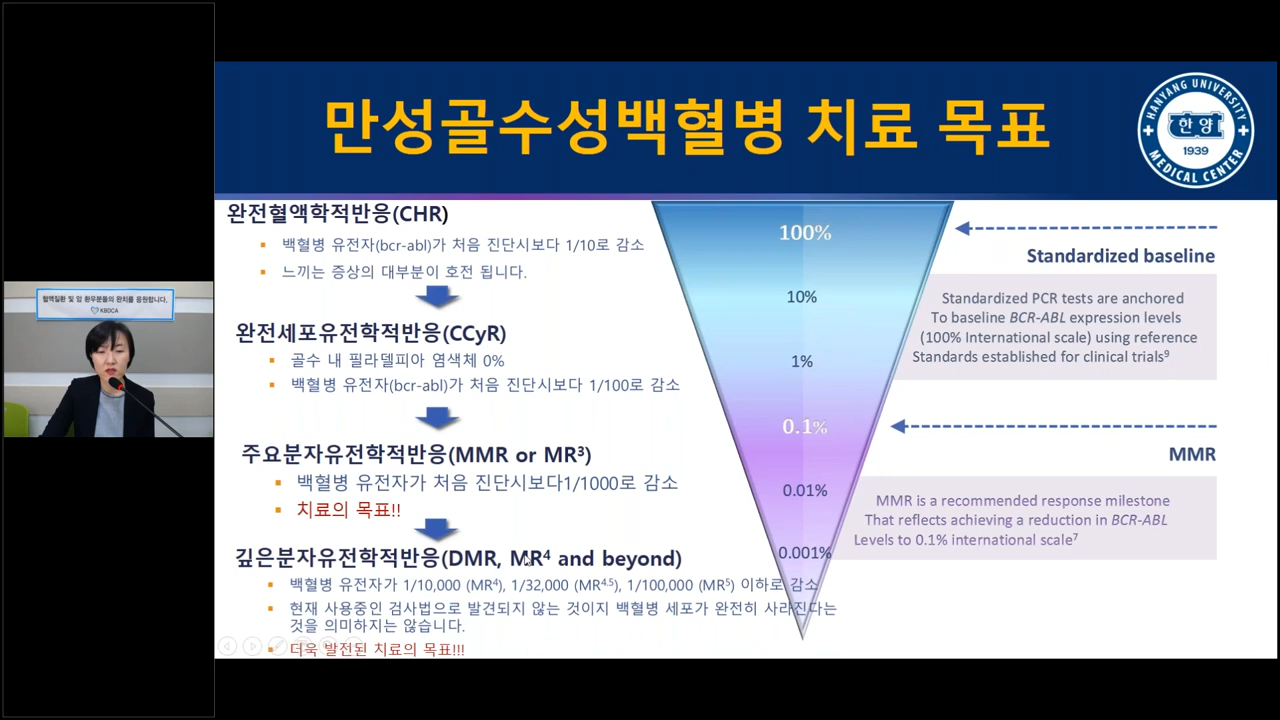 만성골수성백혈병 치료 목표
HANYANG UNIVERSITY
한양
1939
MEDICAL CENTER
혈액질환 및 암 환우분들의 완치를 응원합니다.
KBDCA
완전혈액학적반응(CHR)
백혈병 유전자(bcr-abl)가 처음 진단시보다 1/10로 감소
느끼는 증상의 대부분이 호전 됩니다.
완전세포유전학적반응(CCyR)
골수 내 필라델피아 염색체 0%
백혈병 유전자(bcr-abl)가 처음 진단시보다 1/100로 감소
주요분자유전학적반응(MMR or MR³)
백혈병 유전자가 처음 진단시보다1/1000로 감소
치료의 목표!!
깊은분자유전학적반응(DMR, MR⁴ and beyond)
백혈병 유전자가 1/10,000 (MR⁴), 1/32,000 (MR⁴·⁵), 1/100,000 (MR⁵) 이하로 감소
현재 사용중인 검사법으로 발견되지 않는 것이지 백혈병 세포가 완전히 사라진다는
것을 의미하지는 않습니다.
더욱 발전된 치료의 목표!!!
100%
10%
1%
0.1%
0.01%
0.001%
Standardized baseline
Standardized PCR tests are anchored
To baseline BCR-ABL expression levels
(100% International scale) using reference
Standards established for clinical trials⁹
MMR
MMR is a recommended response milestone
That reflects achieving a reduction in BCR-ABL
Levels to 0.1% international scale⁷